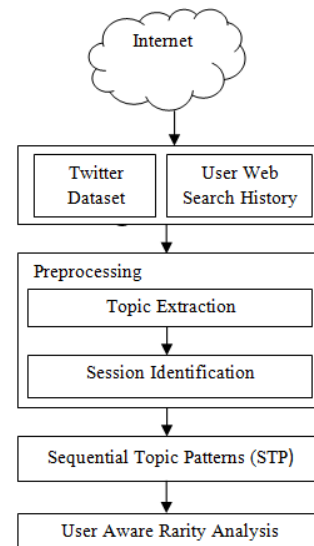 Internet
Twitter
Dataset
User Web
Search History
Preprocessing
Topic Extraction
Session Identification
Sequential Topic Patterns (STP)
User Aware Rarity Analysis